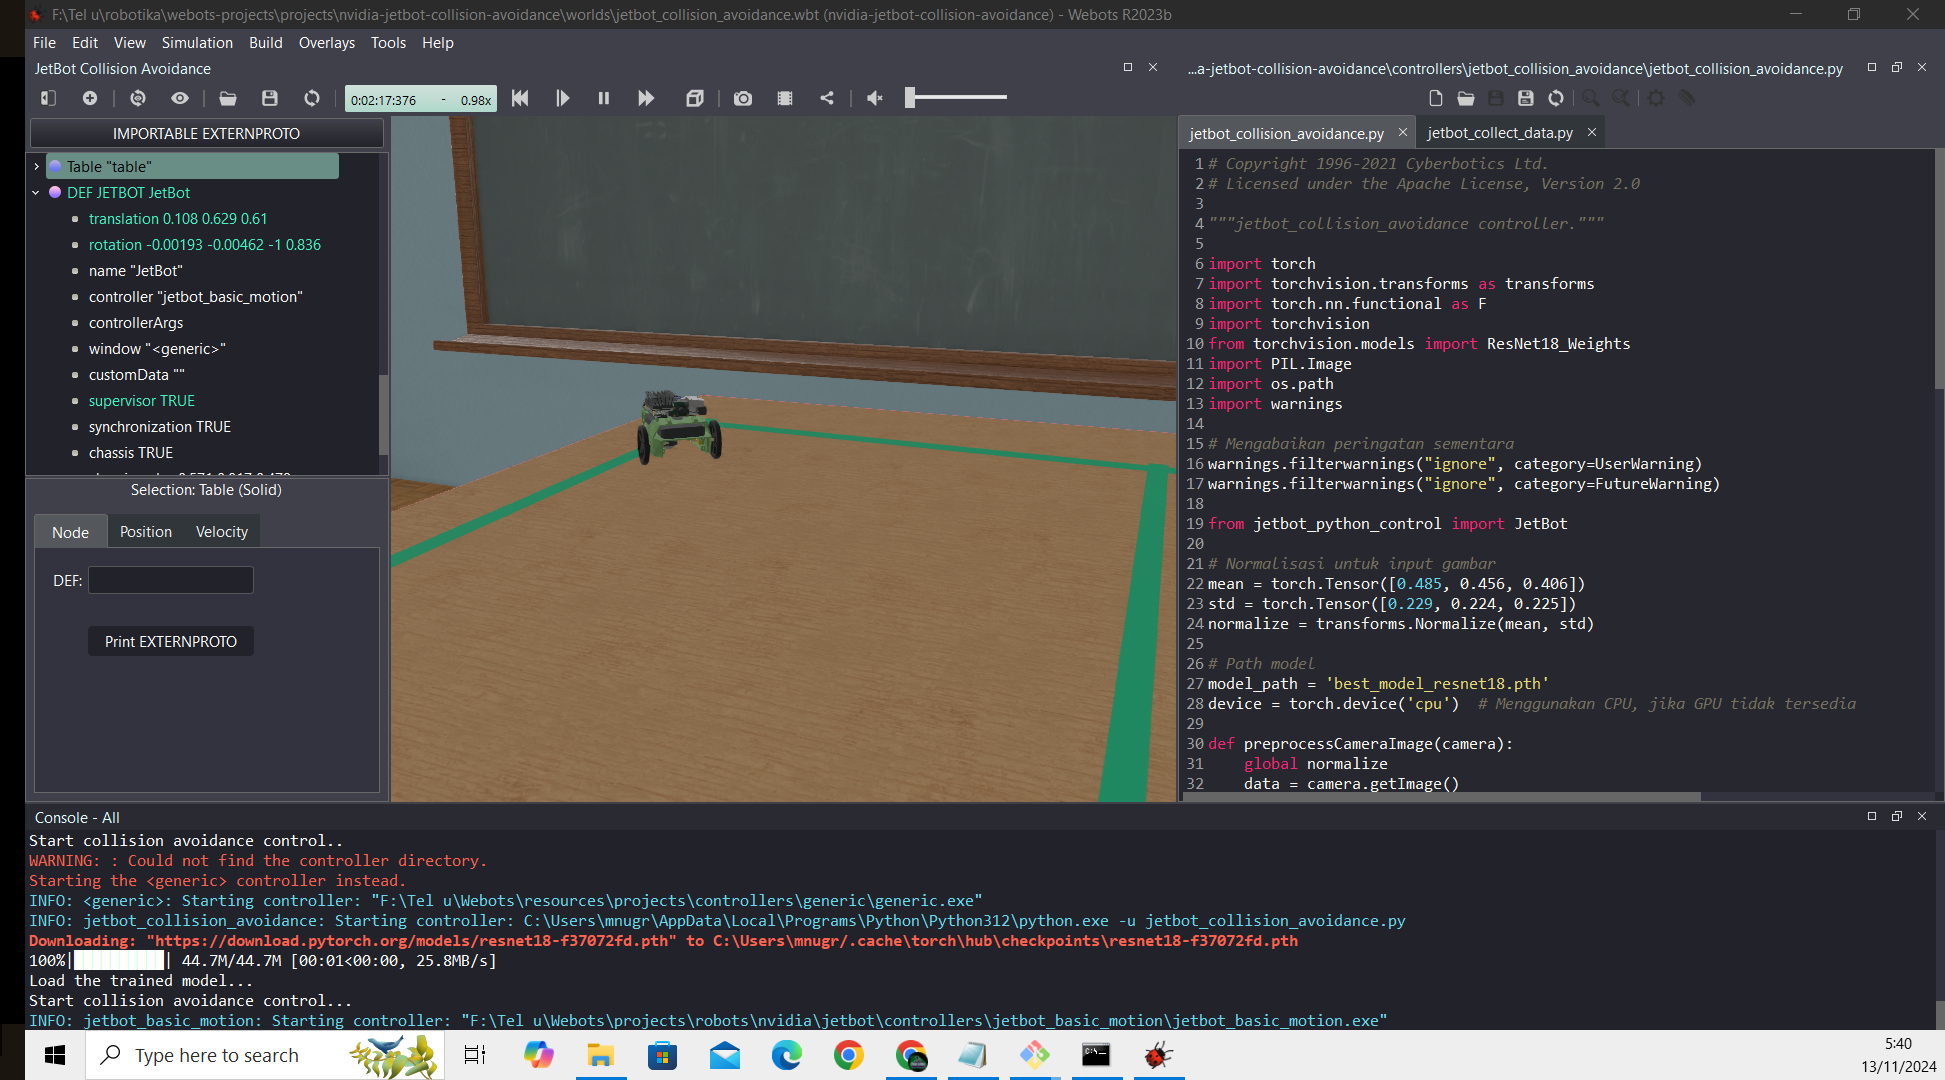 F:\Tel u\robotika\webots-projects\projects\nvidia-jetbot-collision-avoidance\worlds\jetbot_collision_avoidance.wbt (nvidia-jetbot-collision-avoidance) - Webots R2023b
File Edit View Simulation Build Overlays Tools Help
JetBot Collision Avoidance
0:02:17:376 - 0.98x
IMPORTABLE EXTERNPROTO
Table "table"
DEF JETBOT JetBot
translation 0.108 0.629 0.61
rotation -0.00193 -0.00462 -1 0.836
name "JetBot"
controller "jetbot_basic_motion"
controllerArgs
window "<generic>"
customData ""
supervisor TRUE
synchronization TRUE
chassis TRUE
Selection: Table (Solid)
Node Position Velocity
DEF:
Print EXTERNPROTO
...a-jetbot-collision-avoidance\controllers\jetbot_collision_avoidance\jetbot_collision_avoidance.py
jetbot_collision_avoidance.py jetbot_collect_data.py
1 # Copyright 1996-2021 Cyberbotics Ltd.
2 # Licensed under the Apache License, Version 2.0
3
4 """jetbot_collision_avoidance controller."""
5
6 import torch
7 import torchvision.transforms as transforms
8 import torch.nn.functional as F
9 import torchvision
10 from torchvision.models import ResNet18_Weights
11 import PIL.Image
12 import os.path
13 import warnings
14
15 # Mengabaikan peringatan sementara
16 warnings.filterwarnings("ignore", category=UserWarning)
17 warnings.filterwarnings("ignore", category=FutureWarning)
18
19 from jetbot_python_control import JetBot
20
21 # Normalisasi untuk input gambar
22 mean = torch.Tensor([0.485, 0.456, 0.406])
23 std = torch.Tensor([0.229, 0.224, 0.225])
24 normalize = transforms.Normalize(mean, std)
25
26 # Path model
27 model_path = 'best_model_resnet18.pth'
28 device = torch.device('cpu')  # Menggunakan CPU, jika GPU tidak tersedia
29
30 def preprocessCameraImage(camera):
31     global normalize
32     data = camera.getImage()
Console - All
Start collision avoidance control..
WARNING: : Could not find the controller directory.
Starting the <generic> controller instead.
INFO: <generic>: Starting controller: "F:\Tel u\Webots\resources\projects\controllers\generic\generic.exe"
INFO: jetbot_collision_avoidance: Starting controller: C:\Users\mnugr\AppData\Local\Programs\Python\Python312\python.exe -u jetbot_collision_avoidance.py
Downloading: "https://download.pytorch.org/models/resnet18-f37072fd.pth" to C:\Users\mnugr/.cache\torch\hub\checkpoints\resnet18-f37072fd.pth
100%|██████████| 44.7M/44.7M [00:01<00:00, 25.8MB/s]
Load the trained model...
Start collision avoidance control...
INFO: jetbot_basic_motion: Starting controller: "F:\Tel u\Webots\projects\robots\nvidia\jetbot\controllers\jetbot_basic_motion\jetbot_basic_motion.exe"
Type here to search
5:40
13/11/2024